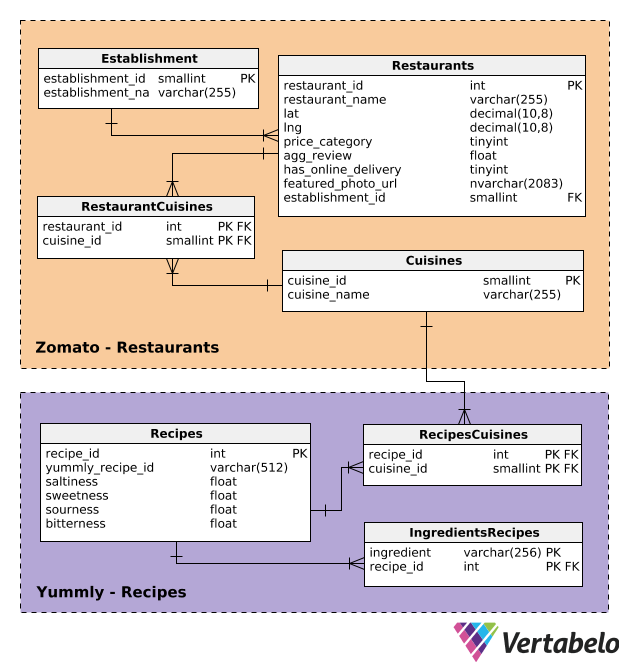 Establishment
establishment_id smallint PK
establishment_na varchar(255)
Restaurants
restaurant_id int PK
restaurant_name varchar(255)
lat decimal(10,8)
lng decimal(10,8)
price_category tinyint
agg_review float
has_online_delivery tinyint
featured_photo_url nvarchar(2083)
establishment_id smallint FK
RestaurantCuisines
restaurant_id int PK FK
cuisine_id smallint PK FK
Cuisines
cuisine_id smallint PK
cuisine_name varchar(255)
Zomato - Restaurants
Recipes
recipe_id int PK
yummly_recipe_id varchar(512)
saltiness float
sweetness float
sourness float
bitterness float
RecipesCuisines
recipe_id int PK FK
cuisine_id smallint PK FK
IngredientsRecipes
ingredient varchar(256) PK
recipe_id int PK FK
Yummly - Recipes
Vertabelo